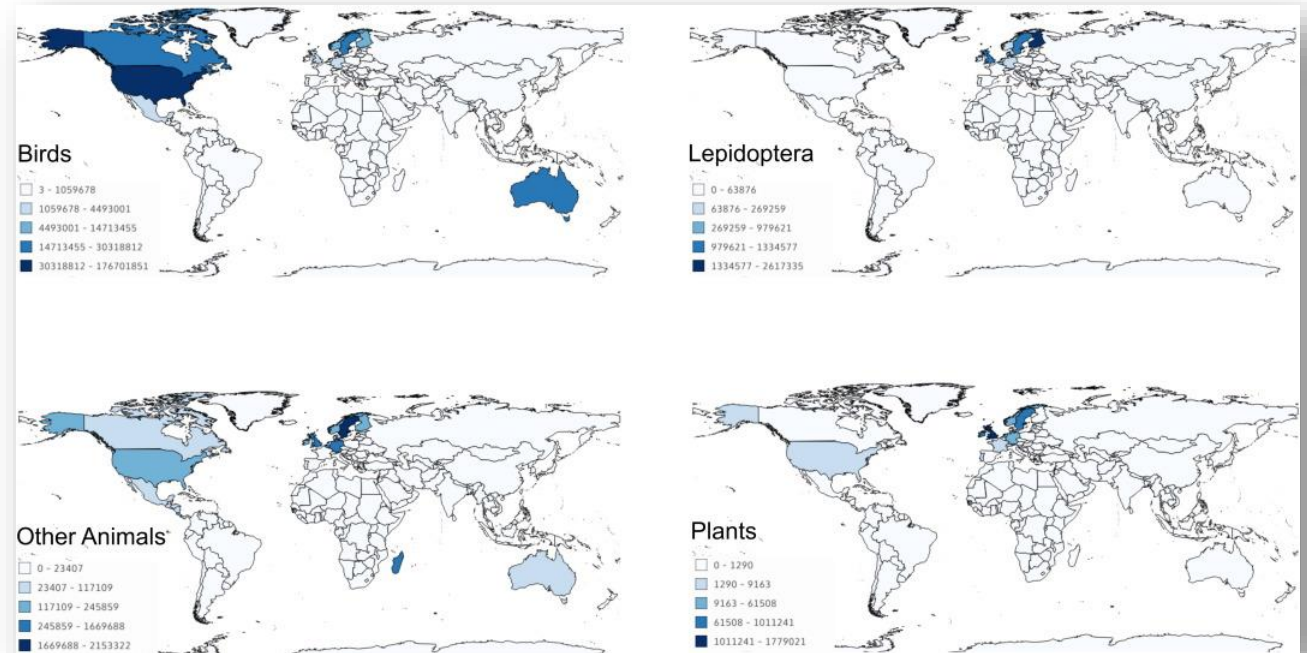 Birds
3 - 1059678
1059678 - 4493001
4493001 - 14713455
14713455 - 30318812
30318812 - 176701851
Lepidoptera
0 - 63876
63876 - 269259
269259 - 979621
979621 - 1334577
1334577 - 2617335
Other Animals
0 - 23407
23407 - 117109
117109 - 245859
245859 - 1669688
1669688 - 2153322
Plants
0 - 1290
1290 - 9163
9163 - 61508
61508 - 1011241
1011241 - 1779021